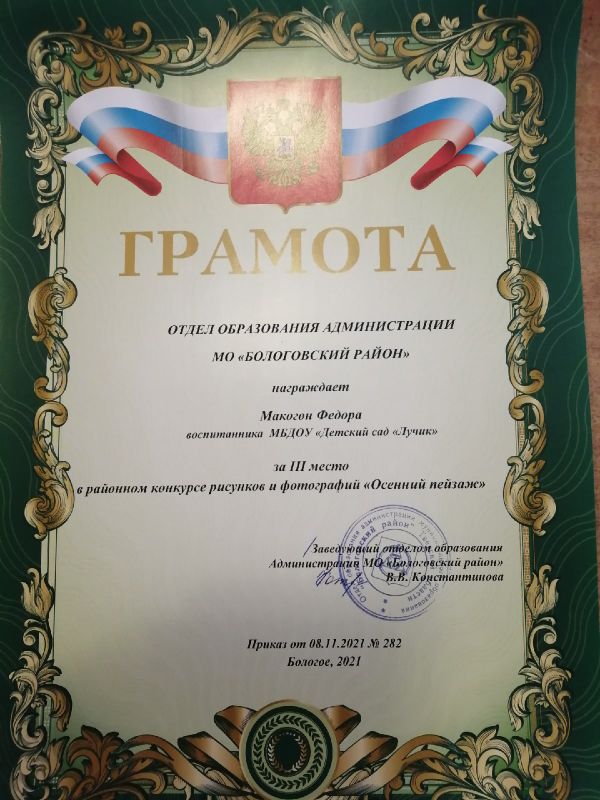 ГРАМОТА
ОТДЕЛ ОБРАЗОВАНИЯ АДМИНИСТРАЦИИ
МО «БОЛОГОВСКИЙ РАЙОН»
награждает
Макогон Федора
воспитанника МБДОУ «Детский сад «Лучик»
за III место
в районном конкурсе рисунков и фотографий «Осенний пейзаж»
Заведующий отделом образования
Администрации МО «Бологовский район»
В.В. Константинова
Приказ от 08.11.2021 № 282
Бологое, 2021